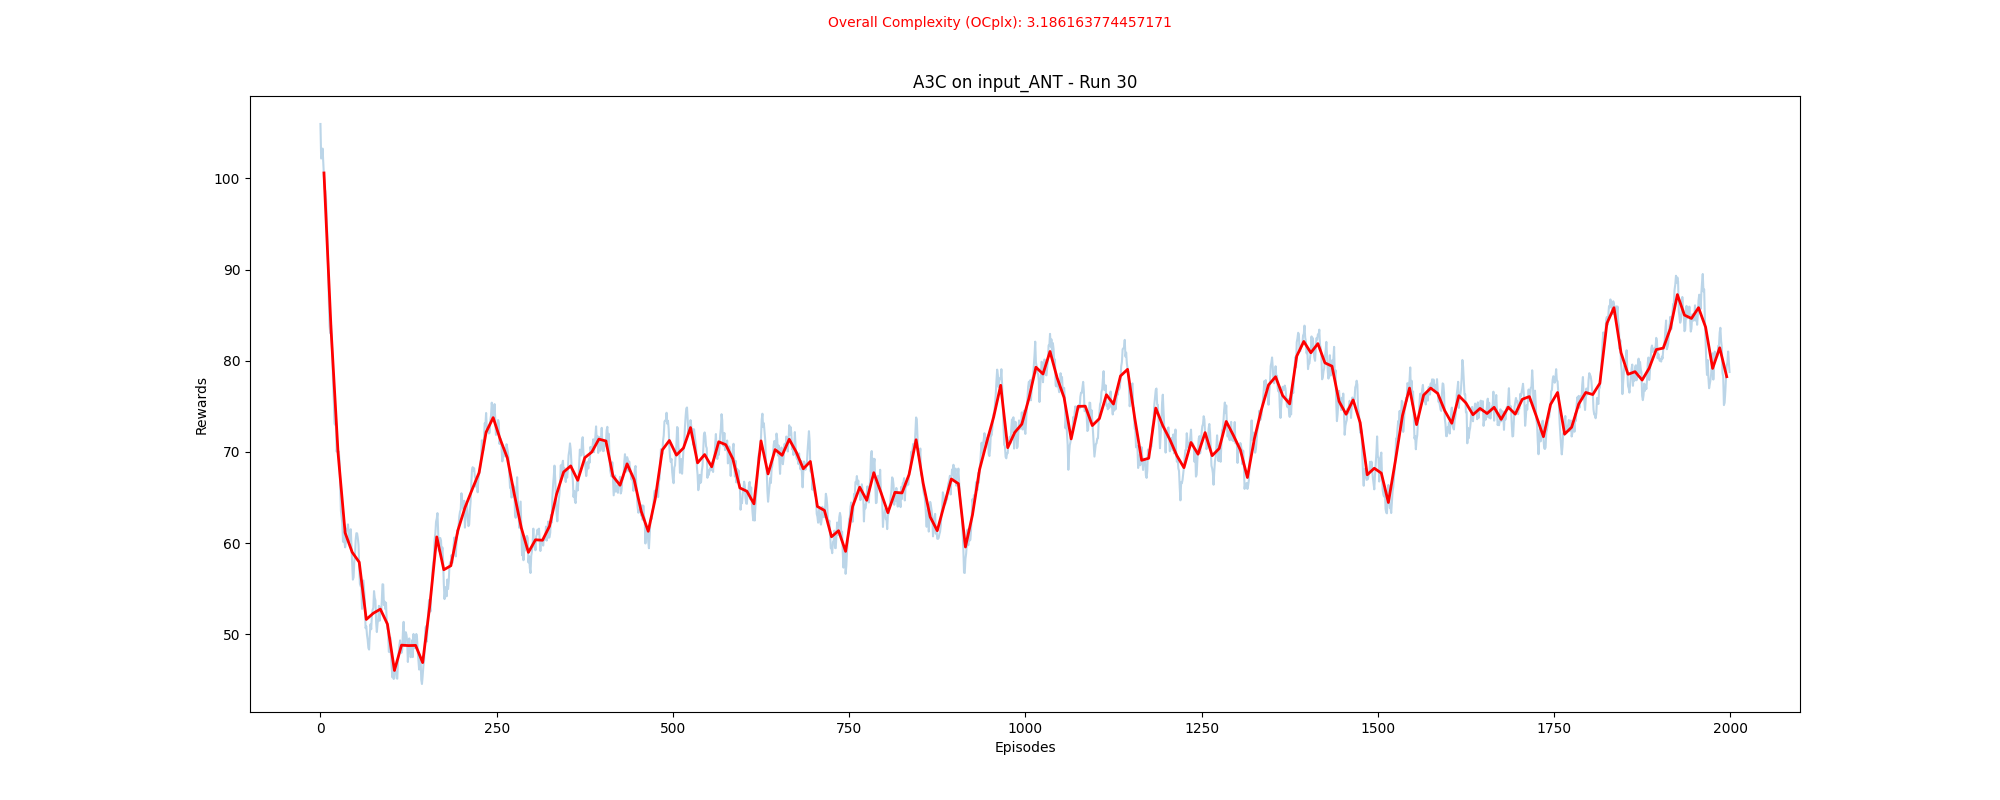 Overall Complexity (OCplx): 3.186163774457171
A3C on input_ANT - Run 30
Rewards
100
90
80
70
60
50
0 250 500 750 1000 1250 1500 1750 2000
Episodes